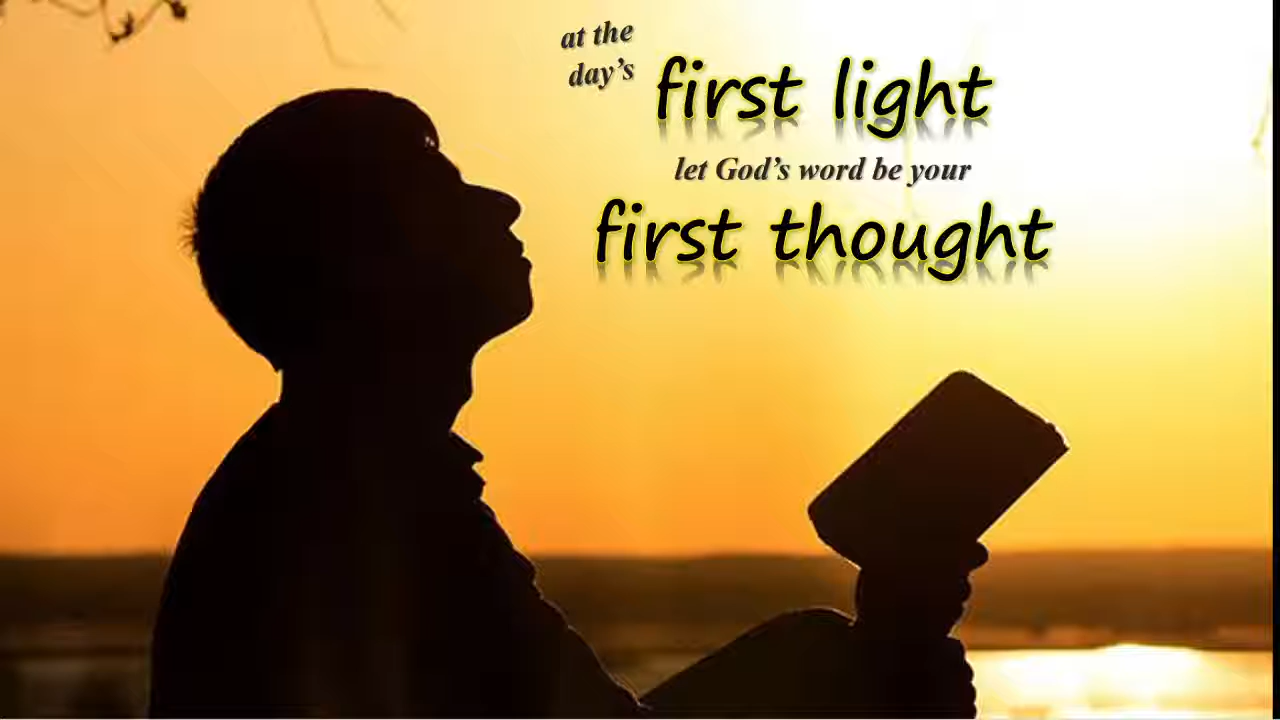 at the
day's
first light
let God's word be your
first thought